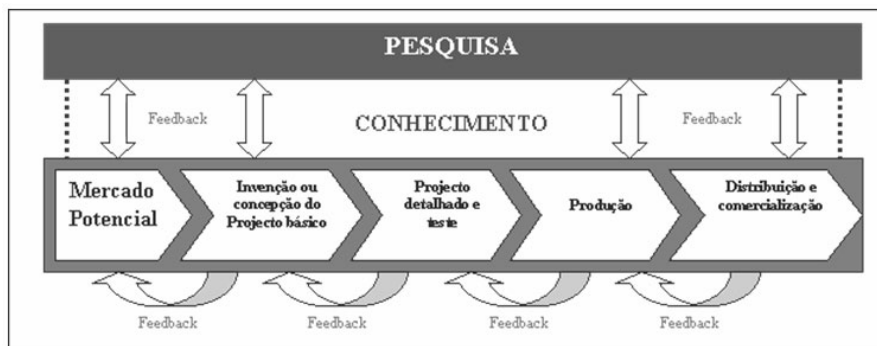 PESQUISA
Feedback
CONHECIMENTO
Feedback
Mercado
Potencial
Invenção ou
concepção do
Projecto básico
Projecto
detalhado e
teste
Produção
Distribuição e
comercialização
Feedback
Feedback
Feedback
Feedback